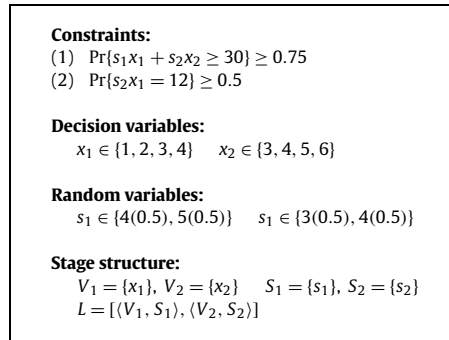 Constraints:
(1) Pr{s₁x₁ + s₂x₂ ≥ 30} ≥ 0.75
(2) Pr{s₂x₁ = 12} ≥ 0.5
Decision variables:
x₁ ∈ {1, 2, 3, 4} x₂ ∈ {3, 4, 5, 6}
Random variables:
s₁ ∈ {4(0.5), 5(0.5)} s₁ ∈ {3(0.5), 4(0.5)}
Stage structure:
V₁ = {x₁}, V₂ = {x₂} S₁ = {s₁}, S₂ = {s₂}
L = [⟨V₁, S₁⟩, ⟨V₂, S₂⟩]